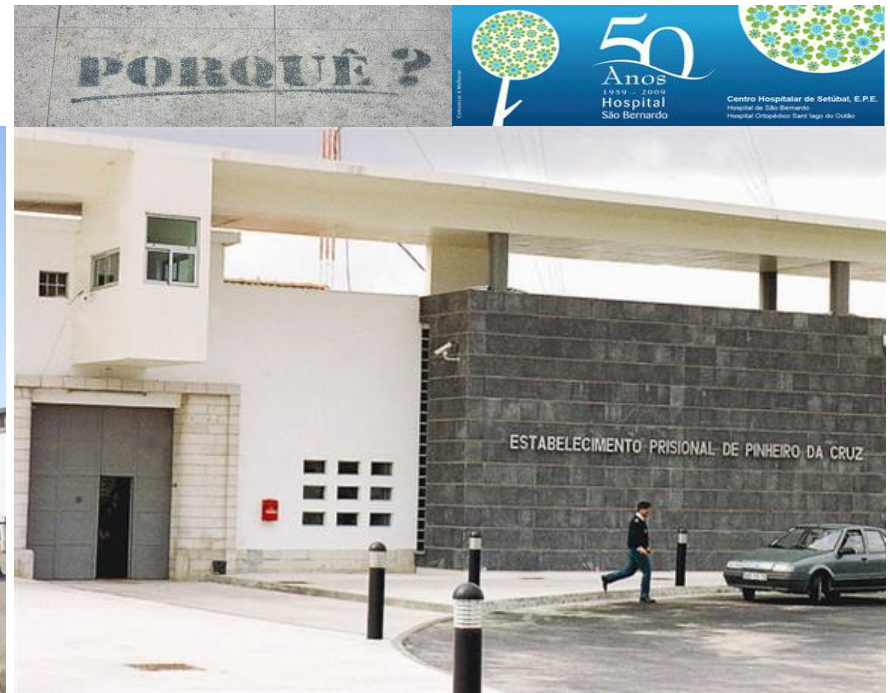 PORQUÊ?
50
Anos
1959 – 2009
Hospital
São Bernardo
Centro Hospitalar de Setúbal, E.P.E.
Hospital de São Bernardo
Hospital Ortopédico Sant'Iago do Outão
ESTABELECIMENTO PRISIONAL DE PINHEIRO DA CRUZ